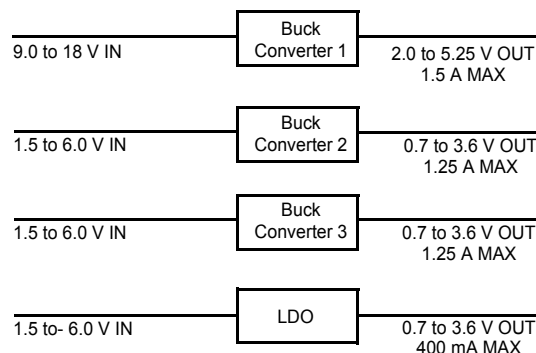 Buck
Converter 1
9.0 to 18 V IN
2.0 to 5.25 V OUT
1.5 A MAX
Buck
Converter 2
1.5 to 6.0 V IN
0.7 to 3.6 V OUT
1.25 A MAX
Buck
Converter 3
1.5 to 6.0 V IN
0.7 to 3.6 V OUT
1.25 A MAX
LDO
1.5 to- 6.0 V IN
0.7 to 3.6 V OUT
400 mA MAX